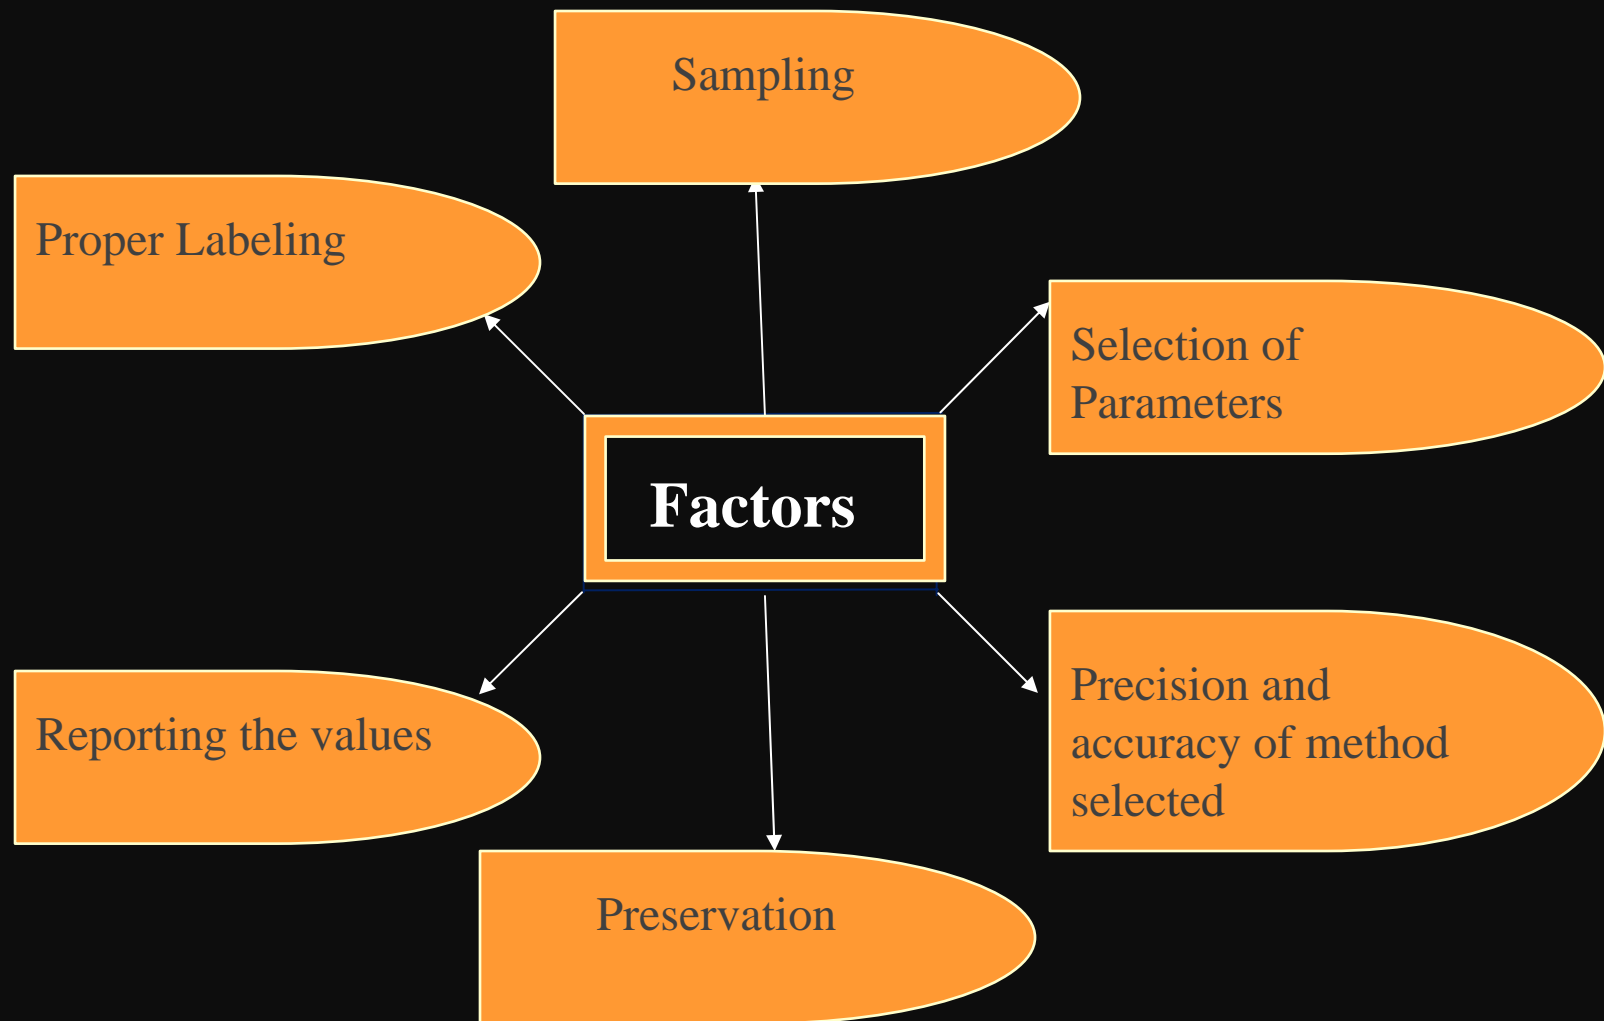 Sampling
Proper Labeling
Selection of
Parameters
Factors
Precision and
accuracy of method
selected
Reporting the values
Preservation